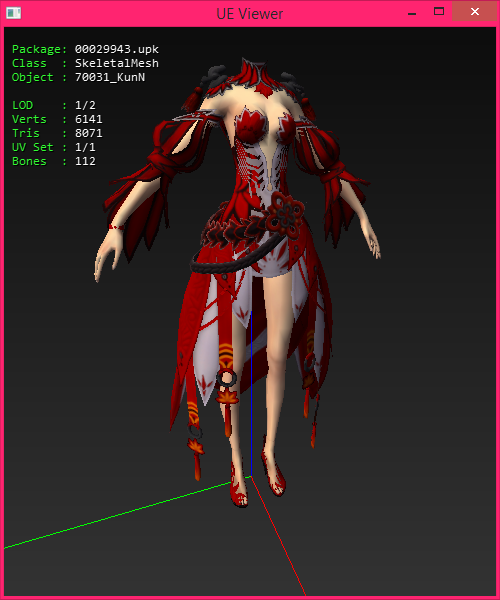 UE Viewer
Package: 00029943.upk
Class  : SkeletalMesh
Object : 70031_KunN
LOD    : 1/2
Verts  : 6141
Tris   : 8071
UV Set : 1/1
Bones  : 112